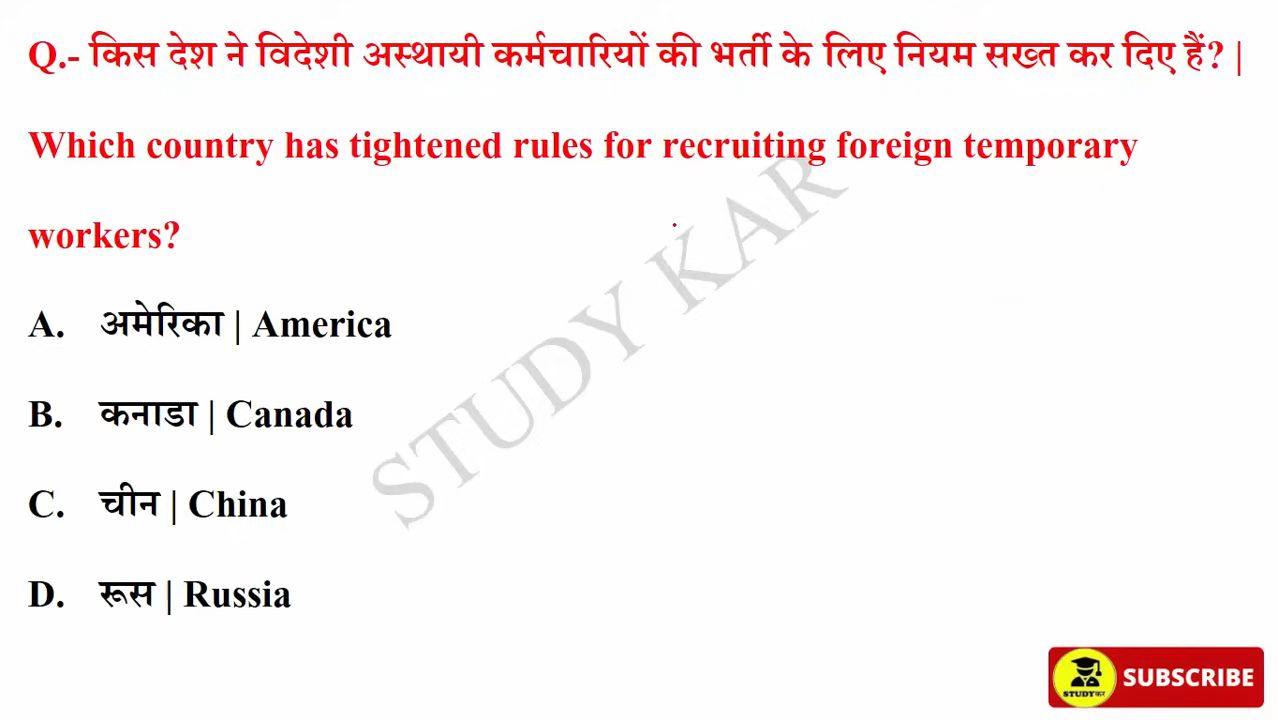 Q.- किस देश ने विदेशी अस्थायी कर्मचारियों की भर्ती के लिए नियम सख्त कर दिए हैं? |
Which country has tightened rules for recruiting foreign temporary
workers?
A. अमेरिका | America
B. कनाडा | Canada
C. चीन | China
D. रूस | Russia
STUDY KAR
STUDYकर
SUBSCRIBE